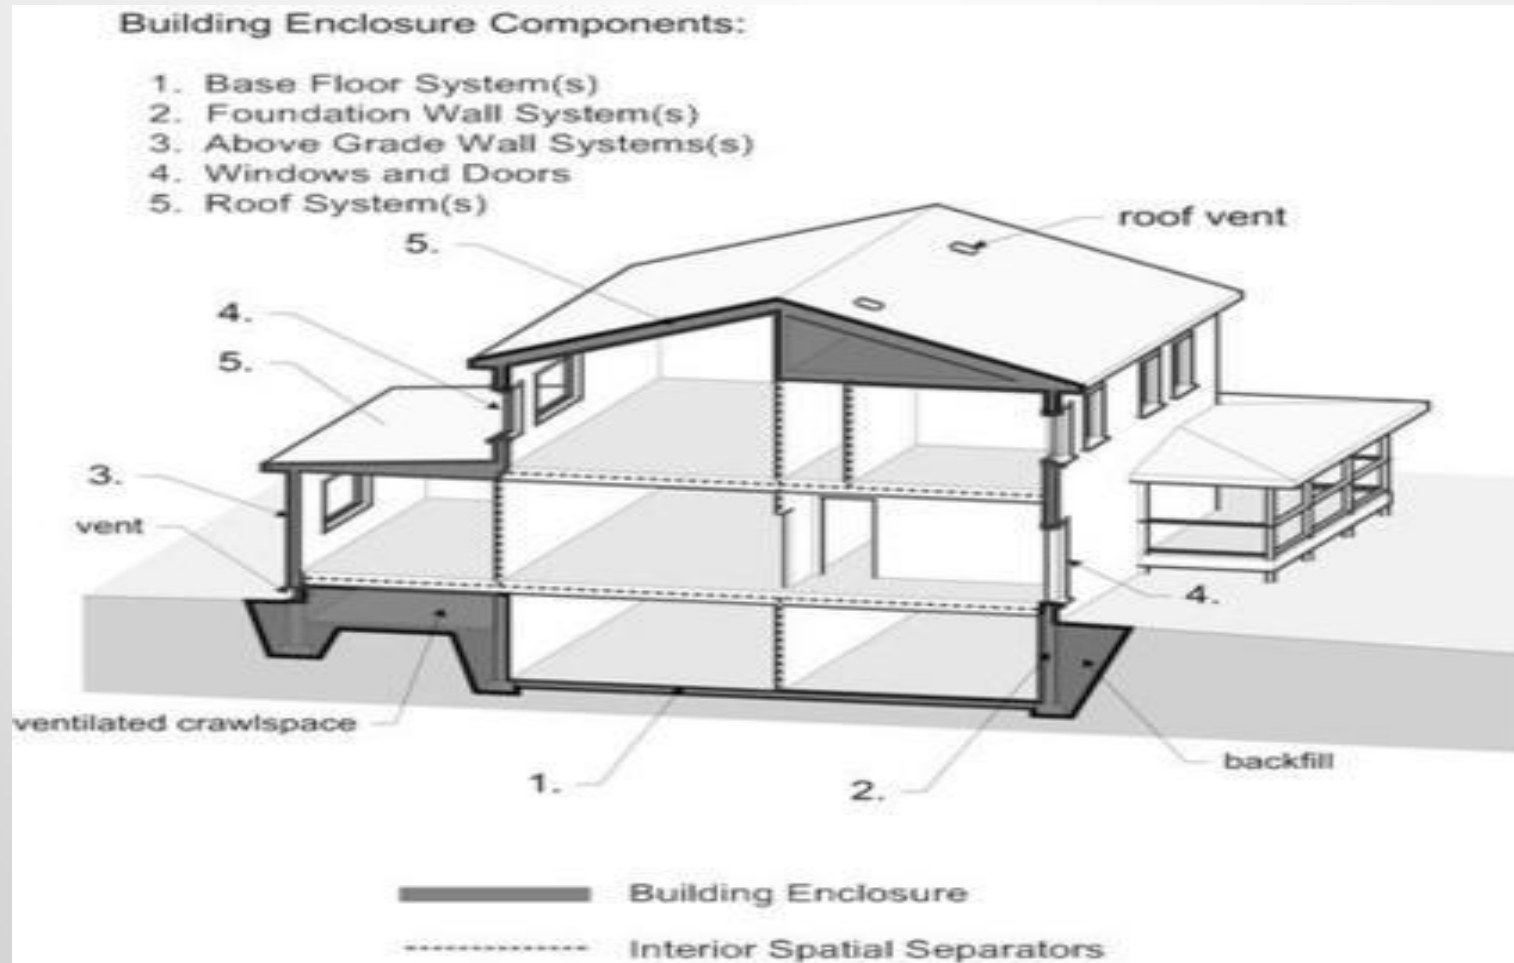 Building Enclosure Components:
1. Base Floor System(s)
2. Foundation Wall System(s)
3. Above Grade Wall Systems(s)
4. Windows and Doors
5. Roof System(s)
roof vent
5.
4.
5.
3.
vent
4.
ventilated crawlspace
backfill
1.
2.
Building Enclosure
Interior Spatial Separators